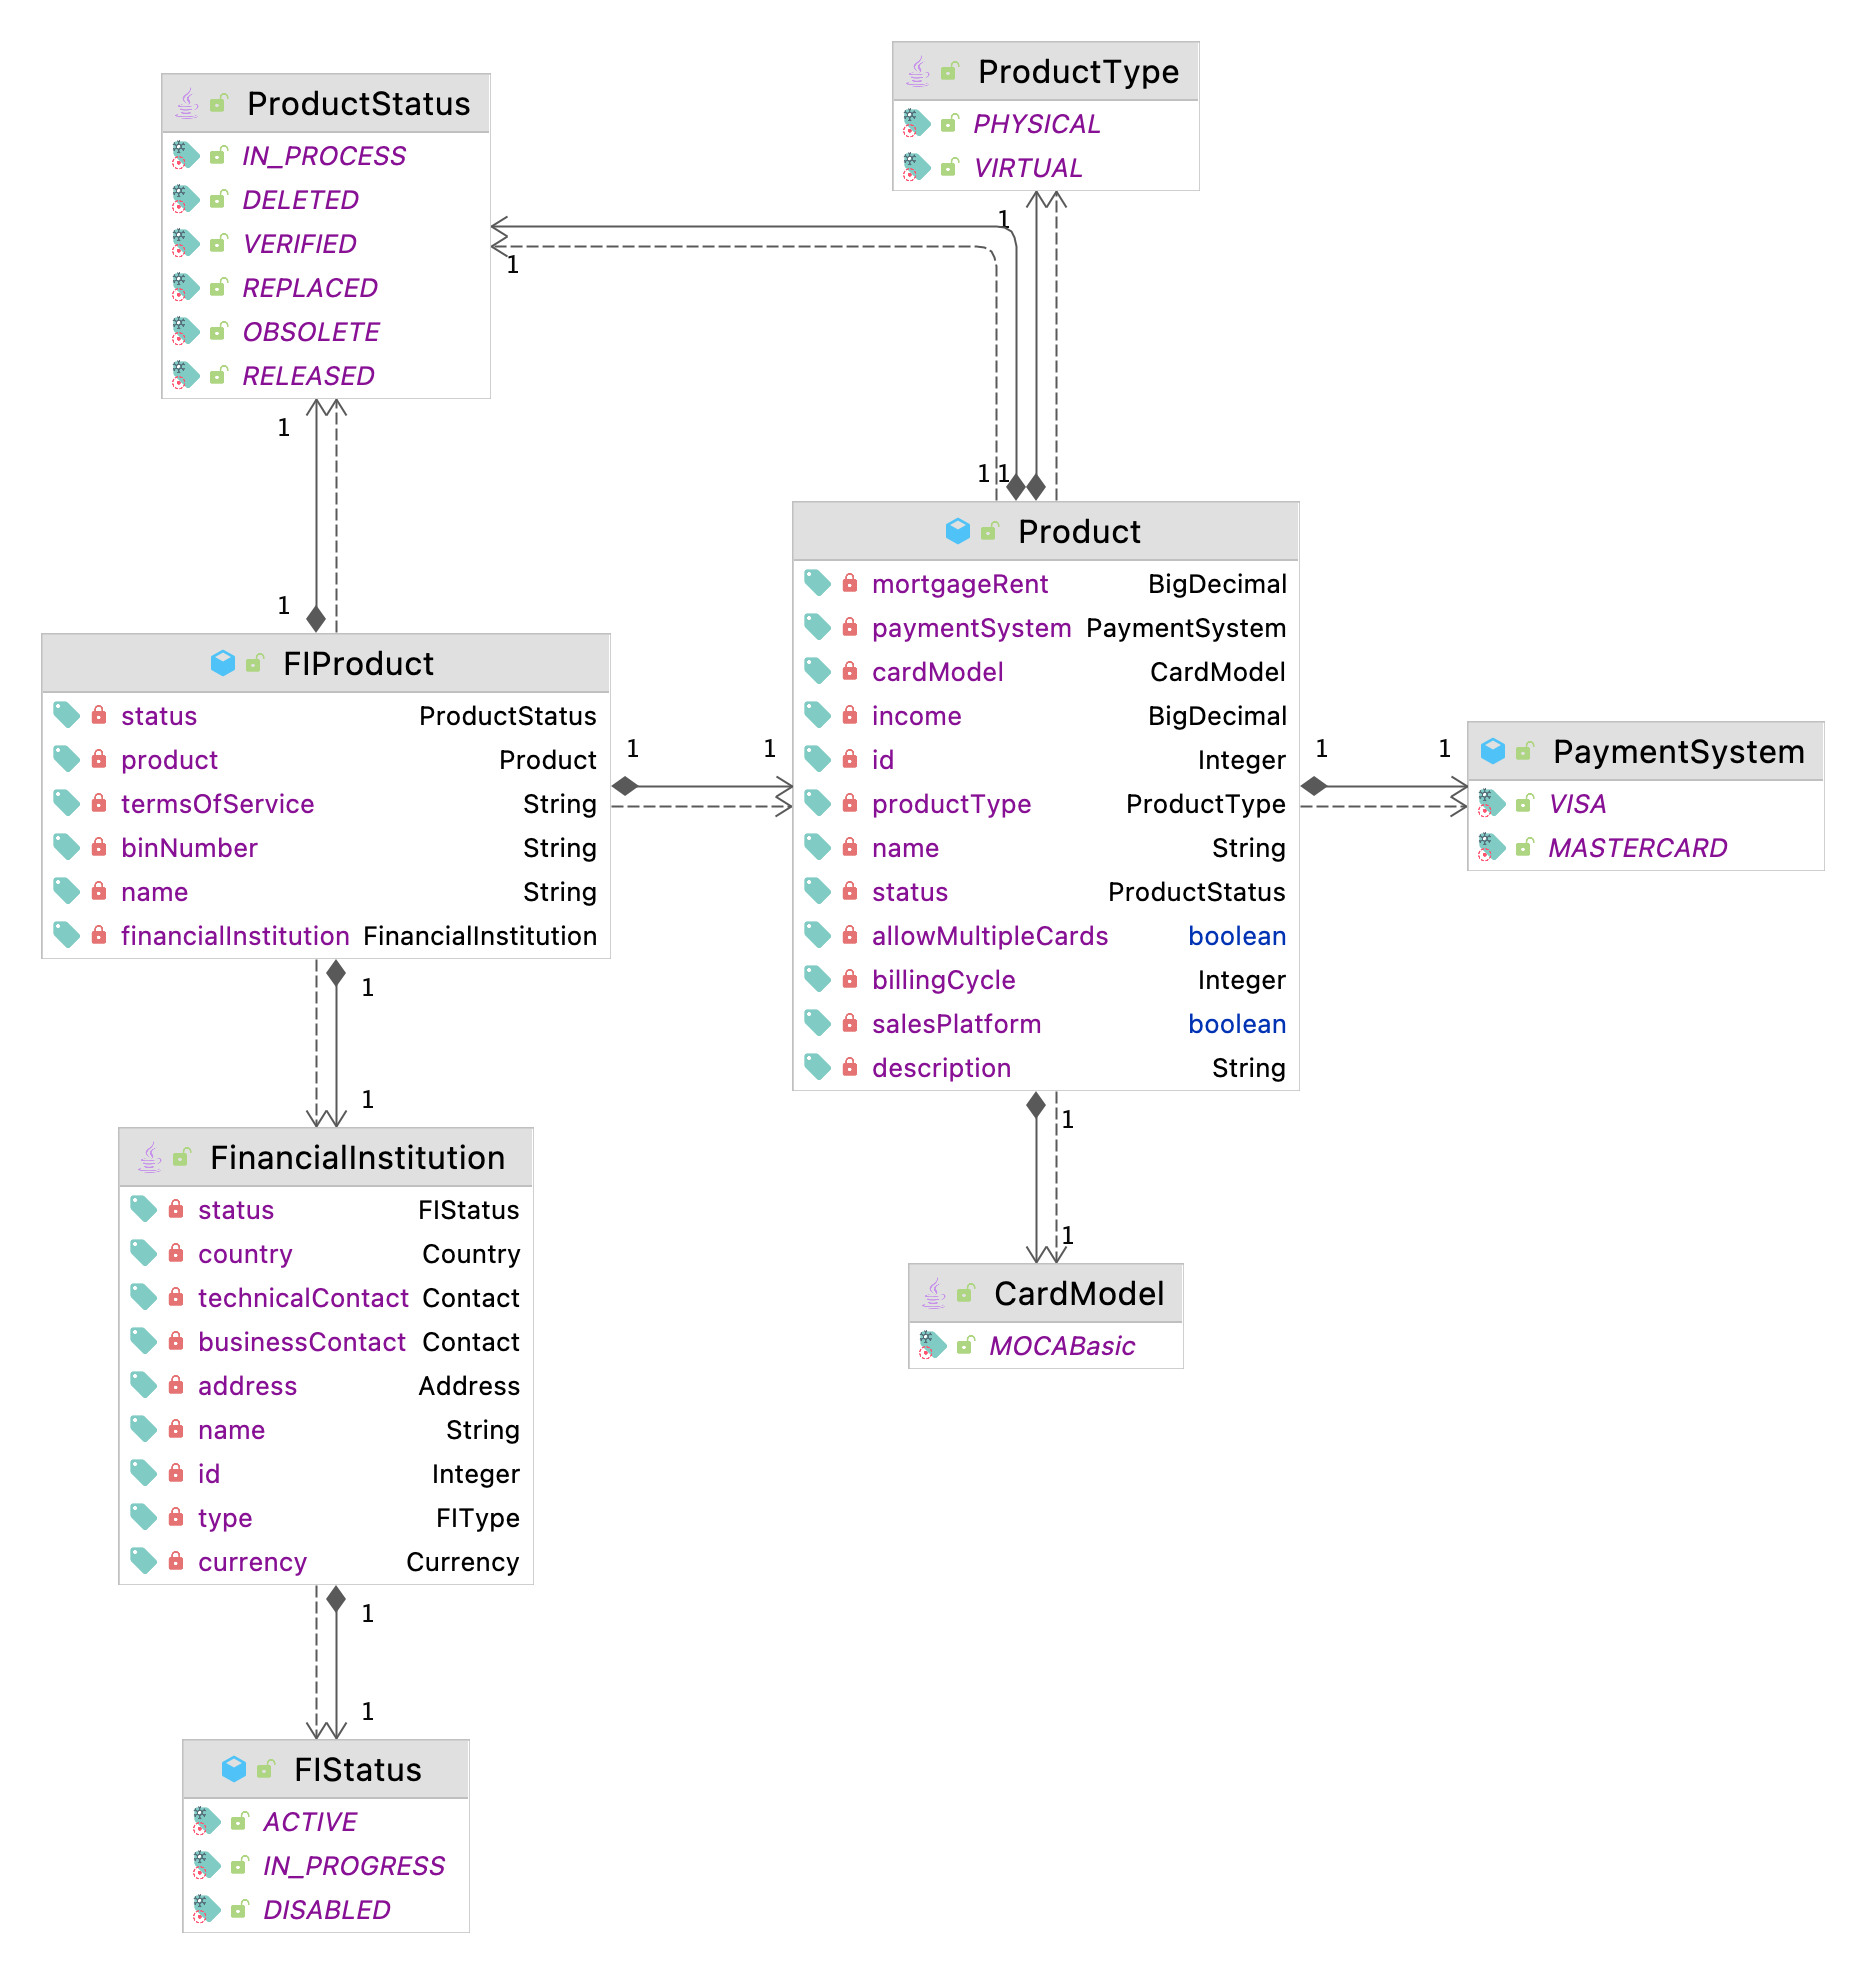 ProductStatus
IN_PROCESS
DELETED
VERIFIED
REPLACED
OBSOLETE
RELEASED
ProductType
PHYSICAL
VIRTUAL
1
1
1
1
1 1
FIProduct
status ProductStatus
product Product
termsOfService String
binNumber String
name String
financialInstitution FinancialInstitution
1 1
Product
mortgageRent BigDecimal
paymentSystem PaymentSystem
cardModel CardModel
income BigDecimal
id Integer
productType ProductType
name String
status ProductStatus
allowMultipleCards boolean
billingCycle Integer
salesPlatform boolean
description String
1 1
PaymentSystem
VISA
MASTERCARD
1
1
FinancialInstitution
status FIStatus
country Country
technicalContact Contact
businessContact Contact
address Address
name String
id Integer
type FIType
currency Currency
1
1
CardModel
MOCABasic
1
1
FIStatus
ACTIVE
IN_PROGRESS
DISABLED